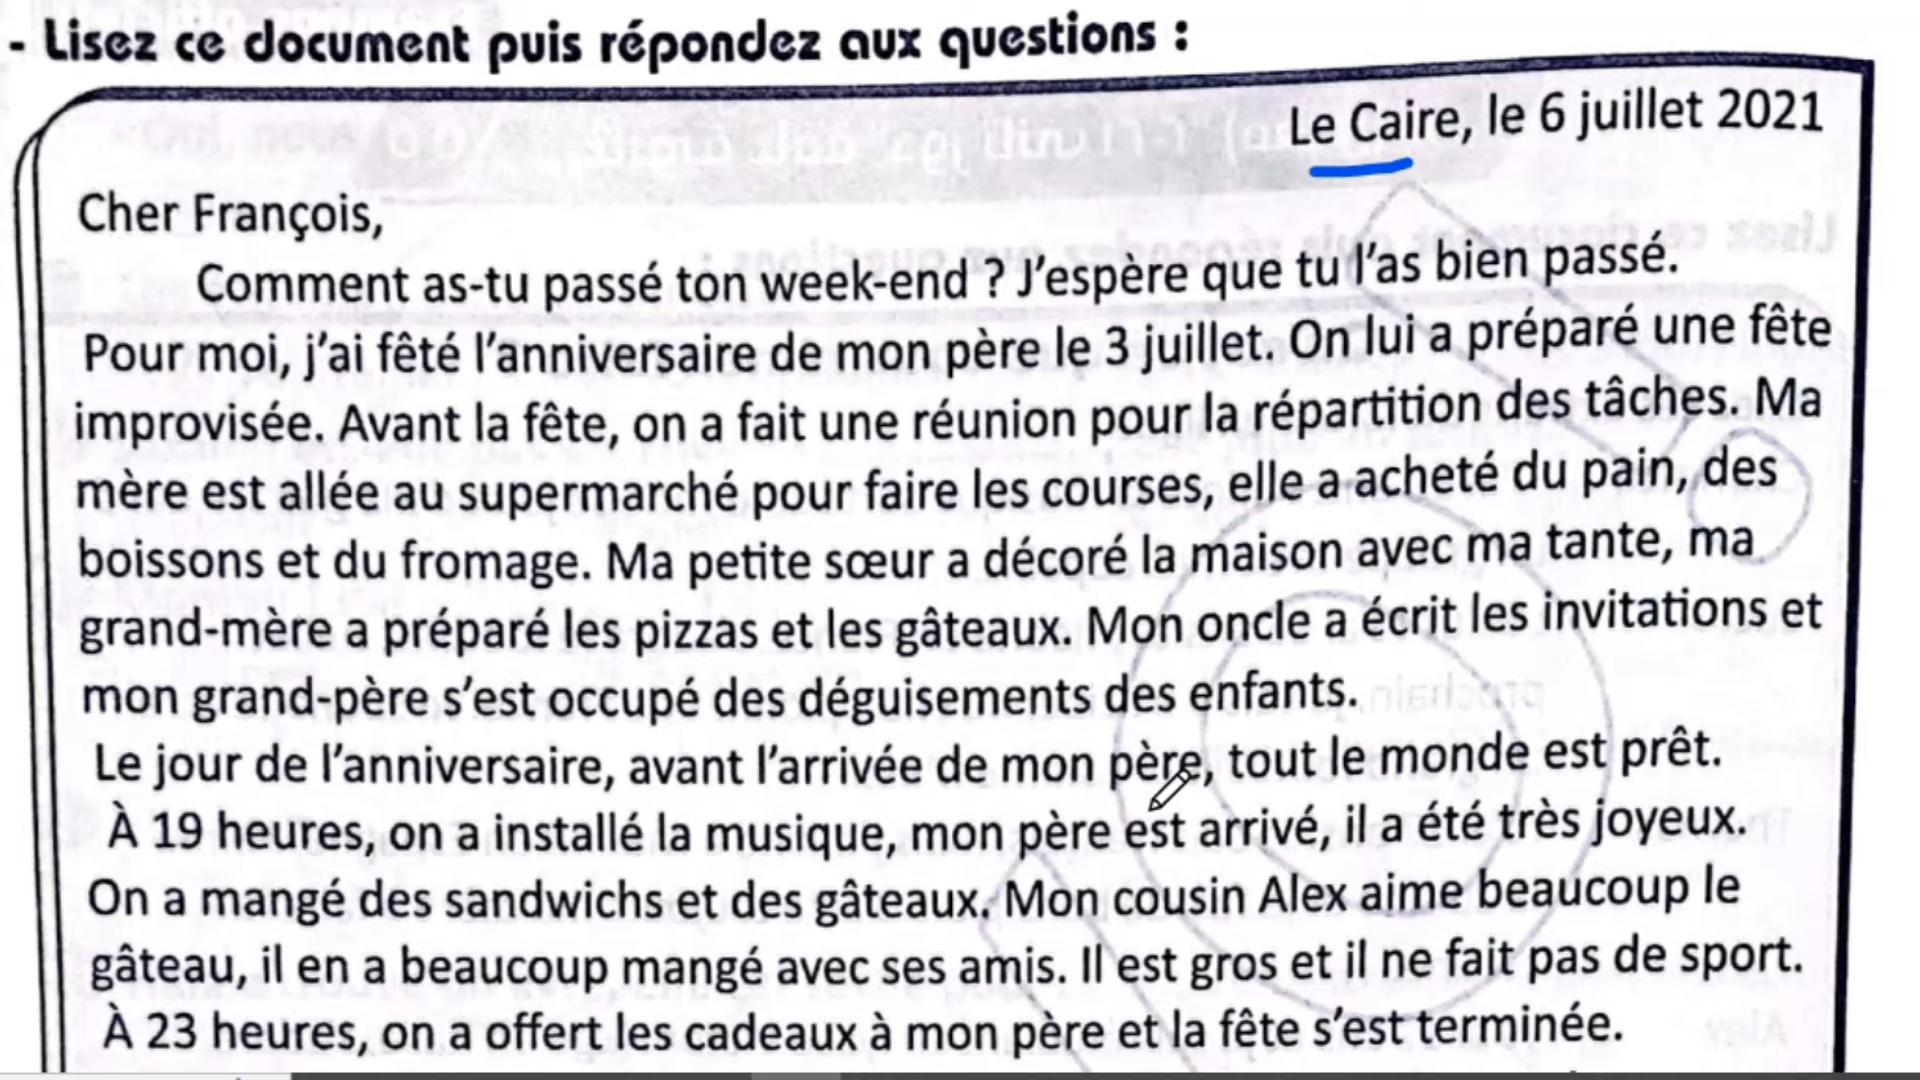 - Lisez ce document puis répondez aux questions :
Le Caire, le 6 juillet 2021
Cher François,
Comment as-tu passé ton week-end ? J'espère que tu l'as bien passé.
Pour moi, j'ai fêté l'anniversaire de mon père le 3 juillet. On lui a préparé une fête
improvisée. Avant la fête, on a fait une réunion pour la répartition des tâches. Ma
mère est allée au supermarché pour faire les courses, elle a acheté du pain, des
boissons et du fromage. Ma petite sœur a décoré la maison avec ma tante, ma
grand-mère a préparé les pizzas et les gâteaux. Mon oncle a écrit les invitations et
mon grand-père s'est occupé des déguisements des enfants.
Le jour de l'anniversaire, avant l'arrivée de mon père, tout le monde est prêt.
À 19 heures, on a installé la musique, mon père est arrivé, il a été très joyeux.
On a mangé des sandwichs et des gâteaux. Mon cousin Alex aime beaucoup le
gâteau, il en a beaucoup mangé avec ses amis. Il est gros et il ne fait pas de sport.
À 23 heures, on a offert les cadeaux à mon père et la fête s'est terminée.